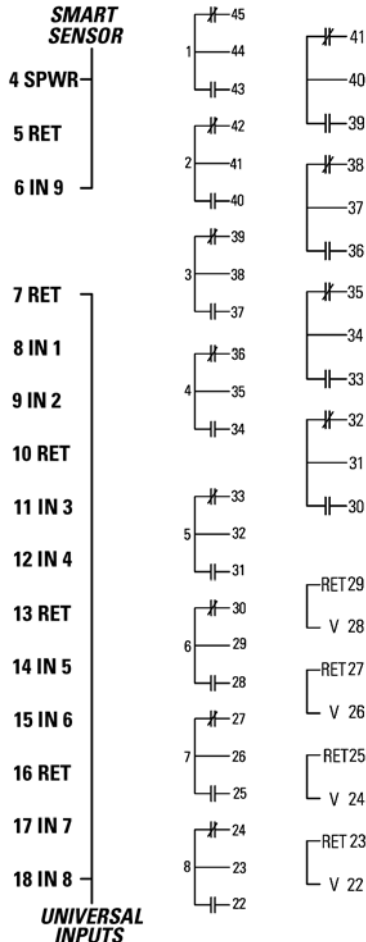 SMART
SENSOR
4 SPWR
5 RET
6 IN 9
7 RET
8 IN 1
9 IN 2
10 RET
11 IN 3
12 IN 4
13 RET
14 IN 5
15 IN 6
16 RET
17 IN 7
18 IN 8
UNIVERSAL
INPUTS
45
1 44
43
42
2 41
40
39
3 38
37
36
4 35
34
33
5 32
31
30
6 29
28
27
7 26
25
24
8 23
22
41
40
39
38
37
36
35
34
33
32
31
30
RET 29
V 28
RET 27
V 26
RET 25
V 24
RET 23
V 22